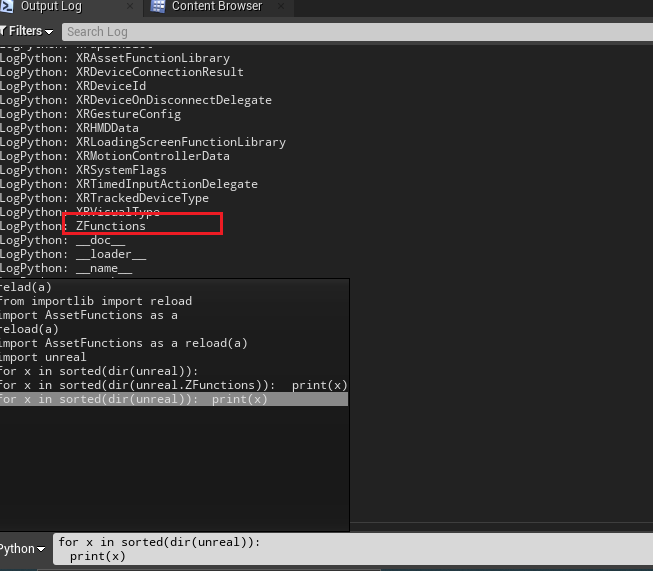 Output Log
Content Browser
Filters
Search Log
LogPython: XRAssetFunctionLibrary
LogPython: XRDeviceConnectionResult
LogPython: XRDeviceId
LogPython: XRDeviceOnDisconnectDelegate
LogPython: XRGestureConfig
LogPython: XRHMDData
LogPython: XRLoadingScreenFunctionLibrary
LogPython: XRMotionControllerData
LogPython: XRSystemFlags
LogPython: XRTimedInputActionDelegate
LogPython: XRTrackedDeviceType
LogPython: XRVisualType
LogPython: ZFunctions
LogPython: __doc__
LogPython: __loader__
LogPython: __name__
relad(a)
from importlib import reload
import AssetFunctions as a
reload(a)
import AssetFunctions as a reload(a)
import unreal
for x in sorted(dir(unreal)):
for x in sorted(dir(unreal.ZFunctions)):  print(x)
for x in sorted(dir(unreal)):  print(x)
Python
for x in sorted(dir(unreal)):
print(x)